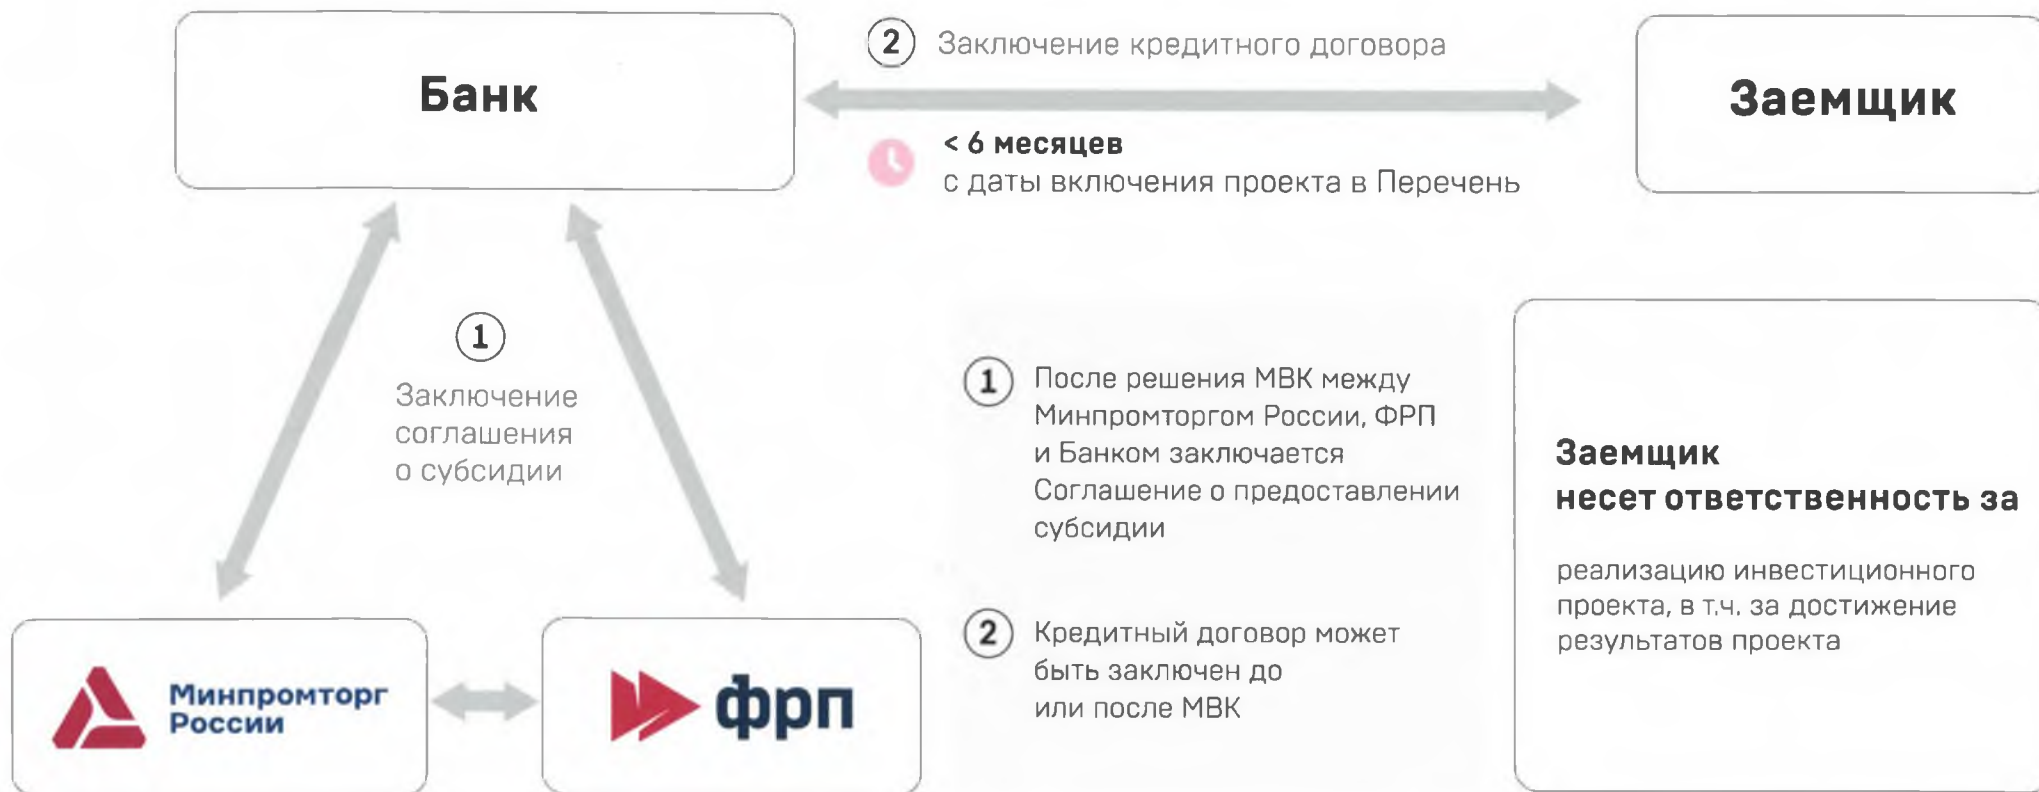 Банк
2 Заключение кредитного договора
< 6 месяцев
с даты включения проекта в Перечень
Заемщик
1
Заключение
соглашения
о субсидии
Минпромторг
России
фрп
1 После решения МВК между
Минпромторгом России, ФРП
и Банком заключается
Соглашение о предоставлении
субсидии
2 Кредитный договор может
быть заключен до
или после МВК
Заемщик
несет ответственность за
реализацию инвестиционного
проекта, в т.ч. за достижение
результатов проекта